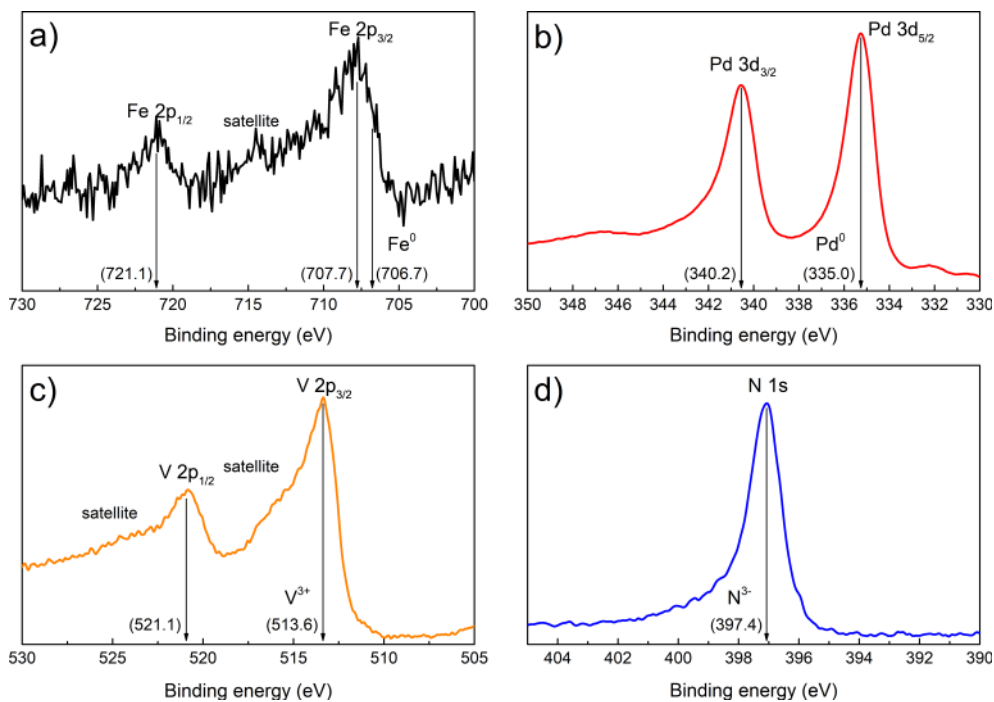 a)
Fe 2p3/2
Fe 2p1/2
satellite
Fe0
(721.1)
(707.7)
(706.7)
730 725 720 715 710 705 700
Binding energy (eV)
b)
Pd 3d5/2
Pd 3d3/2
Pd0
(340.2)
(335.0)
350 348 346 344 342 340 338 336 334 332 330
Binding energy (eV)
c)
V 2p3/2
V 2p1/2
satellite
satellite
V3+
(521.1)
(513.6)
530 520 510 505
Binding energy (eV)
d)
N 1s
N3-
(397.4)
404 402 400 398 396 394 392 390
Binding energy (eV)